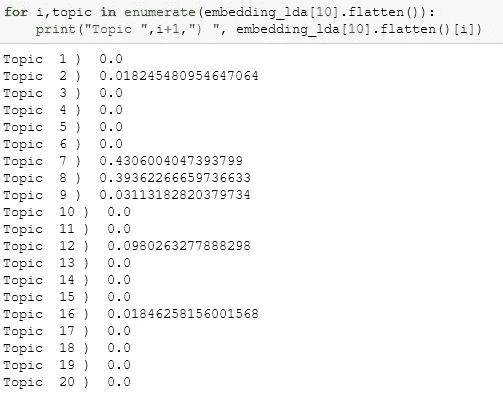 for i,topic in enumerate(embedding_lda[10].flatten()):
    print("Topic ",i+1,") ", embedding_lda[10].flatten()[i])
Topic  1 )  0.0
Topic  2 )  0.018245480954647064
Topic  3 )  0.0
Topic  4 )  0.0
Topic  5 )  0.0
Topic  6 )  0.0
Topic  7 )  0.4306004047393799
Topic  8 )  0.39362266659736633
Topic  9 )  0.03113182820379734
Topic  10 )  0.0
Topic  11 )  0.0
Topic  12 )  0.0980263277888298
Topic  13 )  0.0
Topic  14 )  0.0
Topic  15 )  0.0
Topic  16 )  0.01846258156001568
Topic  17 )  0.0
Topic  18 )  0.0
Topic  19 )  0.0
Topic  20 )  0.0